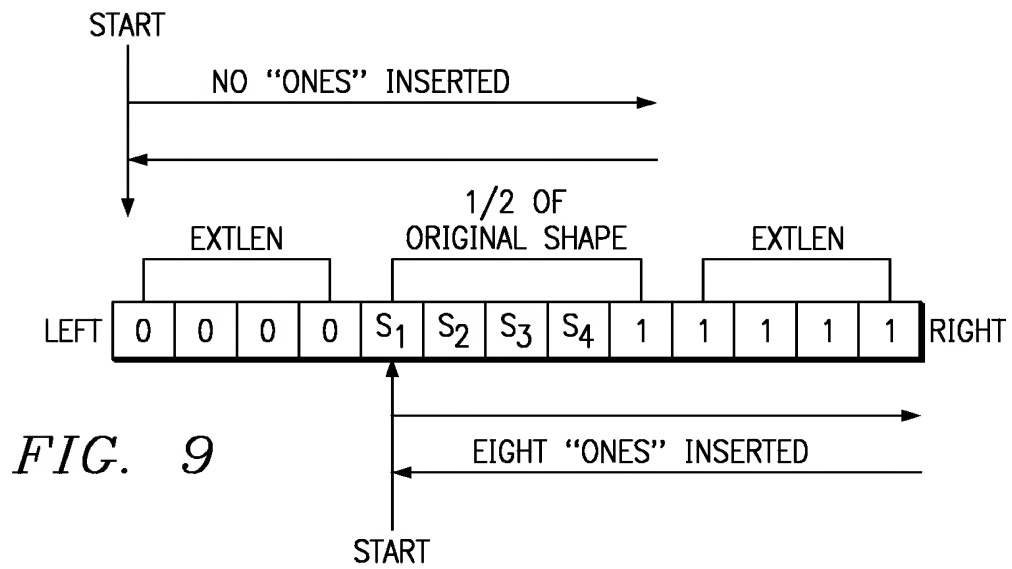 START
NO “ONES” INSERTED
1/2 OF
EXTLEN ORIGINAL SHAPE EXTLEN
LEFT 0 0 0 0 S1 S2 S3 S4 1 1 1 1 1 RIGHT
FIG. 9
EIGHT “ONES” INSERTED
START